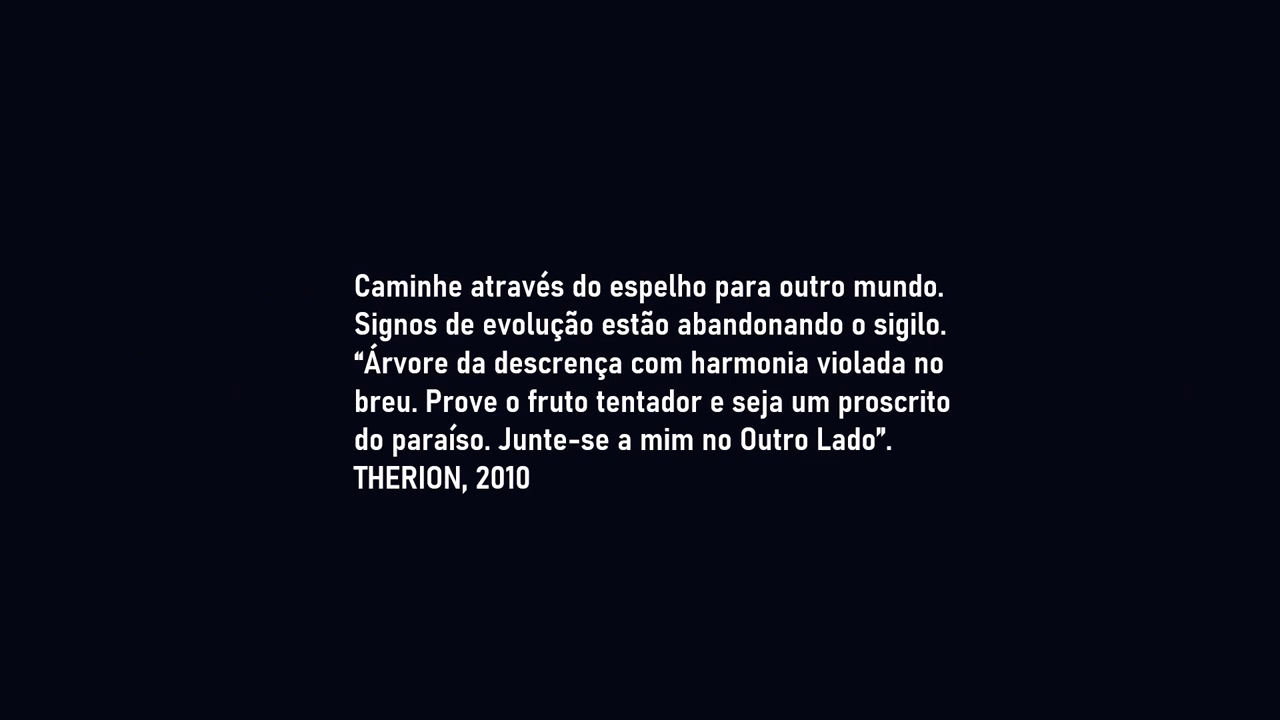 Caminhe através do espelho para outro mundo.
Signos de evolução estão abandonando o sigilo.
“Árvore da descrença com harmonia violada no
breu. Prove o fruto tentador e seja um proscrito
do paraíso. Junte-se a mim no Outro Lado”.
THERION, 2010